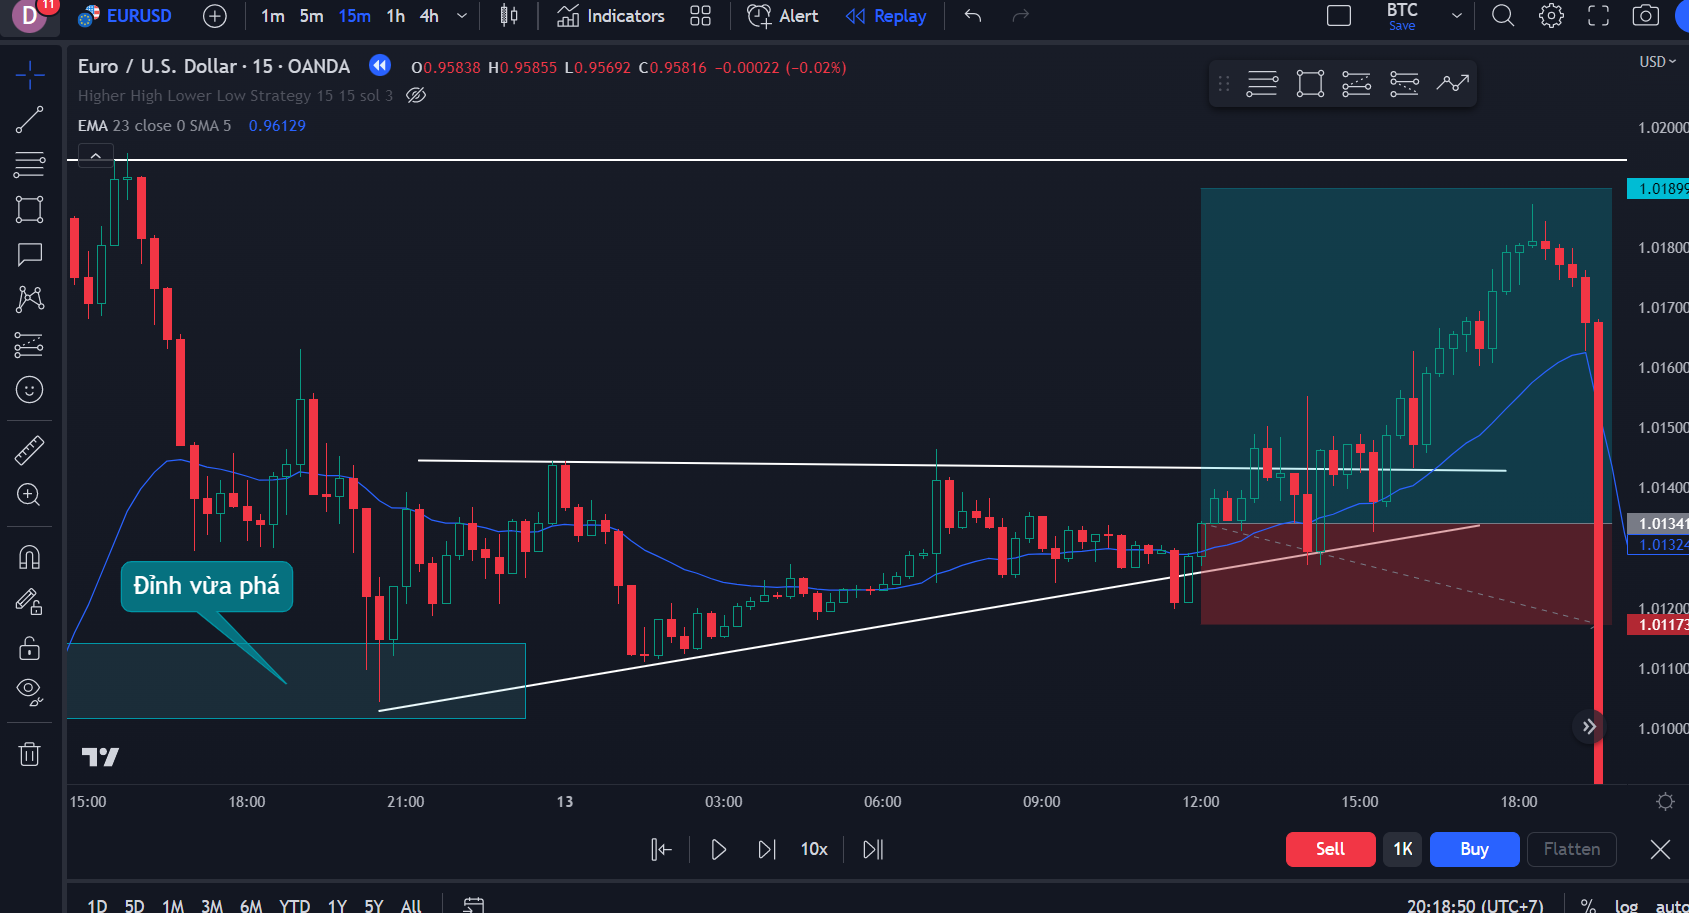 D 11 EURUSD 1m 5m 15m 1h 4h Indicators Alert Replay BTC
Save
Euro / U.S. Dollar · 15 · OANDA O0.95838 H0.95855 L0.95692 C0.95816 −0.00022 (−0.02%)
USD
Higher High Lower Low Strategy 15 15 sol 3
EMA 23 close 0 SMA 5 0.96129
1.02000
1.01899
1.01800
1.01700
1.01600
1.01500
1.01400
1.01341
1.01324
Đỉnh vừa phá
1.01200
1.01173
1.01100
1.01000
15:00 18:00 21:00 13 03:00 06:00 09:00 12:00 15:00 18:00
10x Sell 1K Buy Flatten
1D 5D 1M 3M 6M YTD 1Y 5Y All 20:18:50 (UTC+7) % log auto